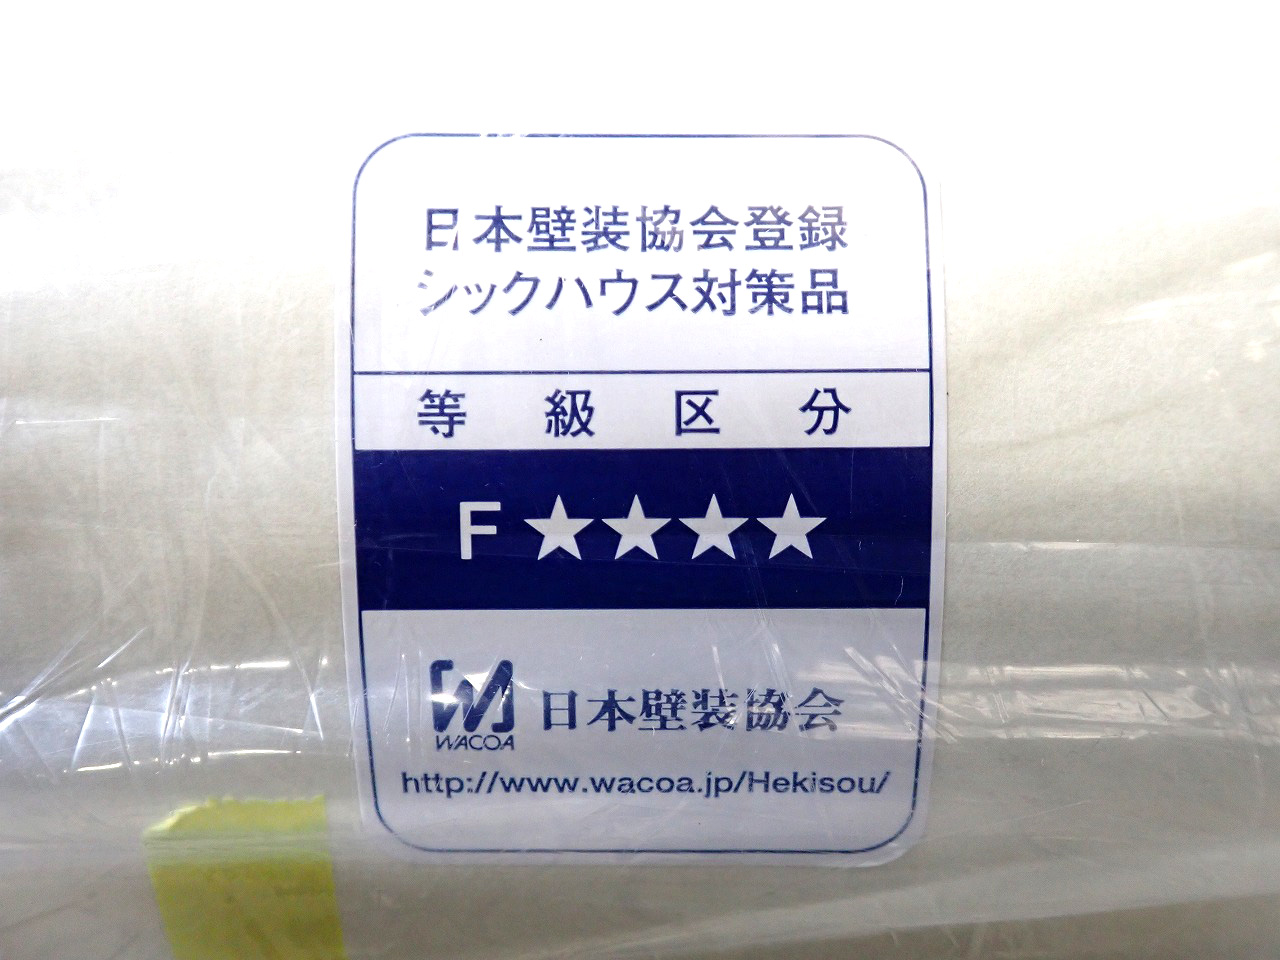 日本壁装協会登録
シックハウス対策品
等級区分
F★★★★
WACOA
日本壁装協会
http://www.wacoa.jp/Hekisou/